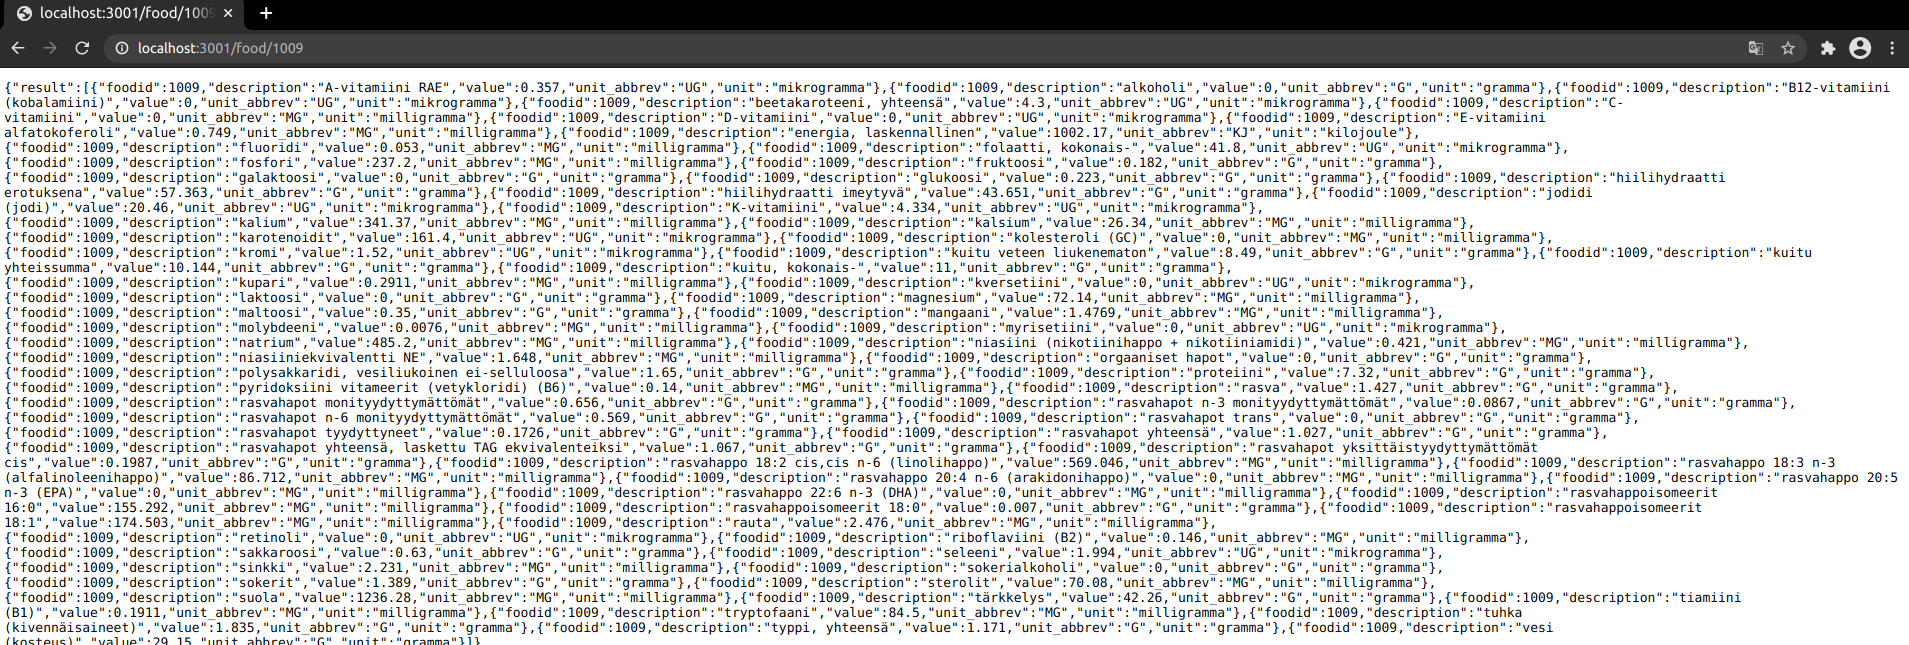 localhost:3001/food/1009
localhost:3001/food/1009
{"result":[{"foodid":1009,"description":"A-vitamiini RAE","value":0.357,"unit_abbrev":"UG","unit":"mikrogramma"},{"foodid":1009,"description":"alkoholi","value":0,"unit_abbrev":"G","unit":"gramma"},{"foodid":1009,"description":"B12-vitamiini
(kobalamiini)","value":0,"unit_abbrev":"UG","unit":"mikrogramma"},{"foodid":1009,"description":"beetakaroteeni, yhteensä","value":4.3,"unit_abbrev":"UG","unit":"mikrogramma"},{"foodid":1009,"description":"C-
vitamiini","value":0,"unit_abbrev":"MG","unit":"milligramma"},{"foodid":1009,"description":"D-vitamiini","value":0,"unit_abbrev":"UG","unit":"mikrogramma"},{"foodid":1009,"description":"E-vitamiini
alfatokoferoli","value":0.749,"unit_abbrev":"MG","unit":"milligramma"},{"foodid":1009,"description":"energia, laskennallinen","value":1002.17,"unit_abbrev":"KJ","unit":"kilojoule"},
{"foodid":1009,"description":"fluoridi","value":0.053,"unit_abbrev":"MG","unit":"milligramma"},{"foodid":1009,"description":"folaatti, kokonais-","value":41.8,"unit_abbrev":"UG","unit":"mikrogramma"},
{"foodid":1009,"description":"fosfori","value":237.2,"unit_abbrev":"MG","unit":"milligramma"},{"foodid":1009,"description":"fruktoosi","value":0.182,"unit_abbrev":"G","unit":"gramma"},
{"foodid":1009,"description":"galaktoosi","value":0,"unit_abbrev":"G","unit":"gramma"},{"foodid":1009,"description":"glukoosi","value":0.223,"unit_abbrev":"G","unit":"gramma"},{"foodid":1009,"description":"hiilihydraatti
erotuksena","value":57.363,"unit_abbrev":"G","unit":"gramma"},{"foodid":1009,"description":"hiilihydraatti imeytyvä","value":43.651,"unit_abbrev":"G","unit":"gramma"},{"foodid":1009,"description":"jodidi
(jodi)","value":20.46,"unit_abbrev":"UG","unit":"mikrogramma"},{"foodid":1009,"description":"K-vitamiini","value":4.334,"unit_abbrev":"UG","unit":"mikrogramma"},
{"foodid":1009,"description":"kalium","value":341.37,"unit_abbrev":"MG","unit":"milligramma"},{"foodid":1009,"description":"kalsium","value":26.34,"unit_abbrev":"MG","unit":"milligramma"},
{"foodid":1009,"description":"karotenoidit","value":161.4,"unit_abbrev":"UG","unit":"mikrogramma"},{"foodid":1009,"description":"kolesteroli (GC)","value":0,"unit_abbrev":"MG","unit":"milligramma"},
{"foodid":1009,"description":"kromi","value":1.52,"unit_abbrev":"UG","unit":"mikrogramma"},{"foodid":1009,"description":"kuitu veteen liukenematon","value":8.49,"unit_abbrev":"G","unit":"gramma"},{"foodid":1009,"description":"kuitu
yhteissumma","value":10.144,"unit_abbrev":"G","unit":"gramma"},{"foodid":1009,"description":"kuitu, kokonais-","value":11,"unit_abbrev":"G","unit":"gramma"},
{"foodid":1009,"description":"kupari","value":0.2911,"unit_abbrev":"MG","unit":"milligramma"},{"foodid":1009,"description":"kversetiini","value":0,"unit_abbrev":"UG","unit":"mikrogramma"},
{"foodid":1009,"description":"laktoosi","value":0,"unit_abbrev":"G","unit":"gramma"},{"foodid":1009,"description":"magnesium","value":72.14,"unit_abbrev":"MG","unit":"milligramma"},
{"foodid":1009,"description":"maltoosi","value":0.35,"unit_abbrev":"G","unit":"gramma"},{"foodid":1009,"description":"mangaani","value":1.4769,"unit_abbrev":"MG","unit":"milligramma"},
{"foodid":1009,"description":"molybdeeni","value":0.0076,"unit_abbrev":"MG","unit":"milligramma"},{"foodid":1009,"description":"myrisetiini","value":0,"unit_abbrev":"UG","unit":"mikrogramma"},
{"foodid":1009,"description":"natrium","value":485.2,"unit_abbrev":"MG","unit":"milligramma"},{"foodid":1009,"description":"niasiini (nikotiinihappo + nikotiiniamidi)","value":0.421,"unit_abbrev":"MG","unit":"milligramma"},
{"foodid":1009,"description":"niasiiniekvivalentti NE","value":1.648,"unit_abbrev":"MG","unit":"milligramma"},{"foodid":1009,"description":"orgaaniset hapot","value":0,"unit_abbrev":"G","unit":"gramma"},
{"foodid":1009,"description":"polysakkaridi, vesiliukoinen ei-selluloosa","value":1.65,"unit_abbrev":"G","unit":"gramma"},{"foodid":1009,"description":"proteiini","value":7.32,"unit_abbrev":"G","unit":"gramma"},
{"foodid":1009,"description":"pyridoksiini vitameerit (vetykloridi) (B6)","value":0.14,"unit_abbrev":"MG","unit":"milligramma"},{"foodid":1009,"description":"rasva","value":1.427,"unit_abbrev":"G","unit":"gramma"},
{"foodid":1009,"description":"rasvahapot monityydyttymättömät","value":0.656,"unit_abbrev":"G","unit":"gramma"},{"foodid":1009,"description":"rasvahapot n-3 monityydyttymättömät","value":0.0867,"unit_abbrev":"G","unit":"gramma"},
{"foodid":1009,"description":"rasvahapot n-6 monityydyttymättömät","value":0.569,"unit_abbrev":"G","unit":"gramma"},{"foodid":1009,"description":"rasvahapot trans","value":0,"unit_abbrev":"G","unit":"gramma"},
{"foodid":1009,"description":"rasvahapot tyydyttyneet","value":0.1726,"unit_abbrev":"G","unit":"gramma"},{"foodid":1009,"description":"rasvahapot yhteensä","value":1.027,"unit_abbrev":"G","unit":"gramma"},
{"foodid":1009,"description":"rasvahapot yhteensä, laskettu TAG ekvivalenteiksi","value":1.067,"unit_abbrev":"G","unit":"gramma"},{"foodid":1009,"description":"rasvahapot yksittäistyydyttymättömät
cis","value":0.1987,"unit_abbrev":"G","unit":"gramma"},{"foodid":1009,"description":"rasvahappo 18:2 cis,cis n-6 (linolihappo)","value":569.046,"unit_abbrev":"MG","unit":"milligramma"},{"foodid":1009,"description":"rasvahappo 18:3 n-3
(alfalinoleenihappo)","value":86.712,"unit_abbrev":"MG","unit":"milligramma"},{"foodid":1009,"description":"rasvahappo 20:4 n-6 (arakidonihappo)","value":0,"unit_abbrev":"MG","unit":"milligramma"},{"foodid":1009,"description":"rasvahappo 20:5
n-3 (EPA)","value":0,"unit_abbrev":"MG","unit":"milligramma"},{"foodid":1009,"description":"rasvahappo 22:6 n-3 (DHA)","value":0,"unit_abbrev":"MG","unit":"milligramma"},{"foodid":1009,"description":"rasvahappoisomeerit
16:0","value":155.292,"unit_abbrev":"MG","unit":"milligramma"},{"foodid":1009,"description":"rasvahappoisomeerit 18:0","value":0.007,"unit_abbrev":"G","unit":"gramma"},{"foodid":1009,"description":"rasvahappoisomeerit
18:1","value":174.503,"unit_abbrev":"MG","unit":"milligramma"},{"foodid":1009,"description":"rauta","value":2.476,"unit_abbrev":"MG","unit":"milligramma"},
{"foodid":1009,"description":"retinoli","value":0,"unit_abbrev":"UG","unit":"mikrogramma"},{"foodid":1009,"description":"riboflaviini (B2)","value":0.146,"unit_abbrev":"MG","unit":"milligramma"},
{"foodid":1009,"description":"sakkaroosi","value":0.63,"unit_abbrev":"G","unit":"gramma"},{"foodid":1009,"description":"seleeni","value":1.994,"unit_abbrev":"UG","unit":"mikrogramma"},
{"foodid":1009,"description":"sinkki","value":2.231,"unit_abbrev":"MG","unit":"milligramma"},{"foodid":1009,"description":"sokerialkoholi","value":0,"unit_abbrev":"G","unit":"gramma"},
{"foodid":1009,"description":"sokerit","value":1.389,"unit_abbrev":"G","unit":"gramma"},{"foodid":1009,"description":"sterolit","value":70.08,"unit_abbrev":"MG","unit":"milligramma"},
{"foodid":1009,"description":"suola","value":1236.28,"unit_abbrev":"MG","unit":"milligramma"},{"foodid":1009,"description":"tärkkelys","value":42.26,"unit_abbrev":"G","unit":"gramma"},{"foodid":1009,"description":"tiamiini
(B1)","value":0.1911,"unit_abbrev":"MG","unit":"milligramma"},{"foodid":1009,"description":"tryptofaani","value":84.5,"unit_abbrev":"MG","unit":"milligramma"},{"foodid":1009,"description":"tuhka
(kivennäisaineet)","value":1.835,"unit_abbrev":"G","unit":"gramma"},{"foodid":1009,"description":"typpi, yhteensä","value":1.171,"unit_abbrev":"G","unit":"gramma"},{"foodid":1009,"description":"vesi
(kosteus)","value":29.15,"unit_abbrev":"G","unit":"gramma"}]}